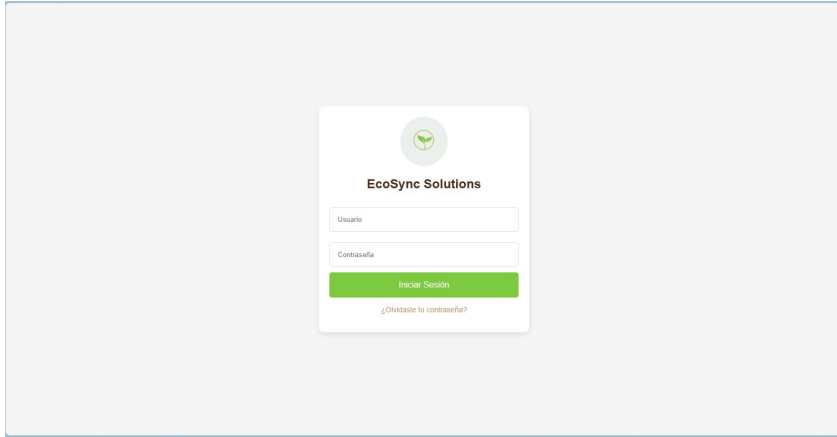 EcoSync Solutions
Usuario
Contraseña
Iniciar Sesión
¿Olvidaste tu contraseña?